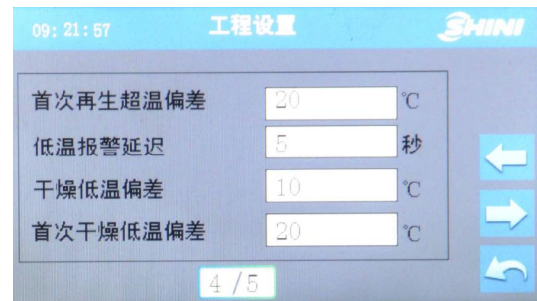 09:21:57 工程设置 SHINI
首次再生超温偏差 20 ℃
低温报警延迟 5 秒
干燥低温偏差 10 ℃
首次干燥低温偏差 20 ℃
4/5